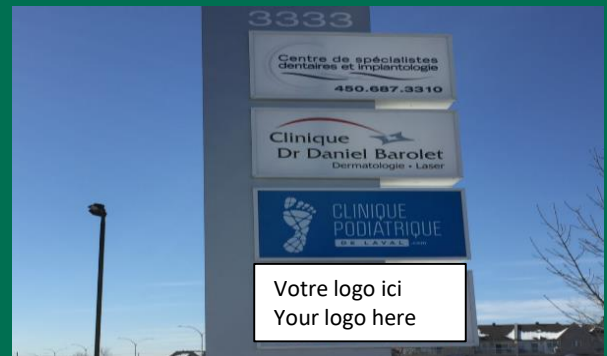 3333
Centre de spécialistes
dentaires et implantologie
450.687.3310
Clinique
Dr Daniel Barolet
Dermatologie • Laser
CLINIQUE
PODIATRIQUE
DE LAVAL .com
Votre logo ici
Your logo here